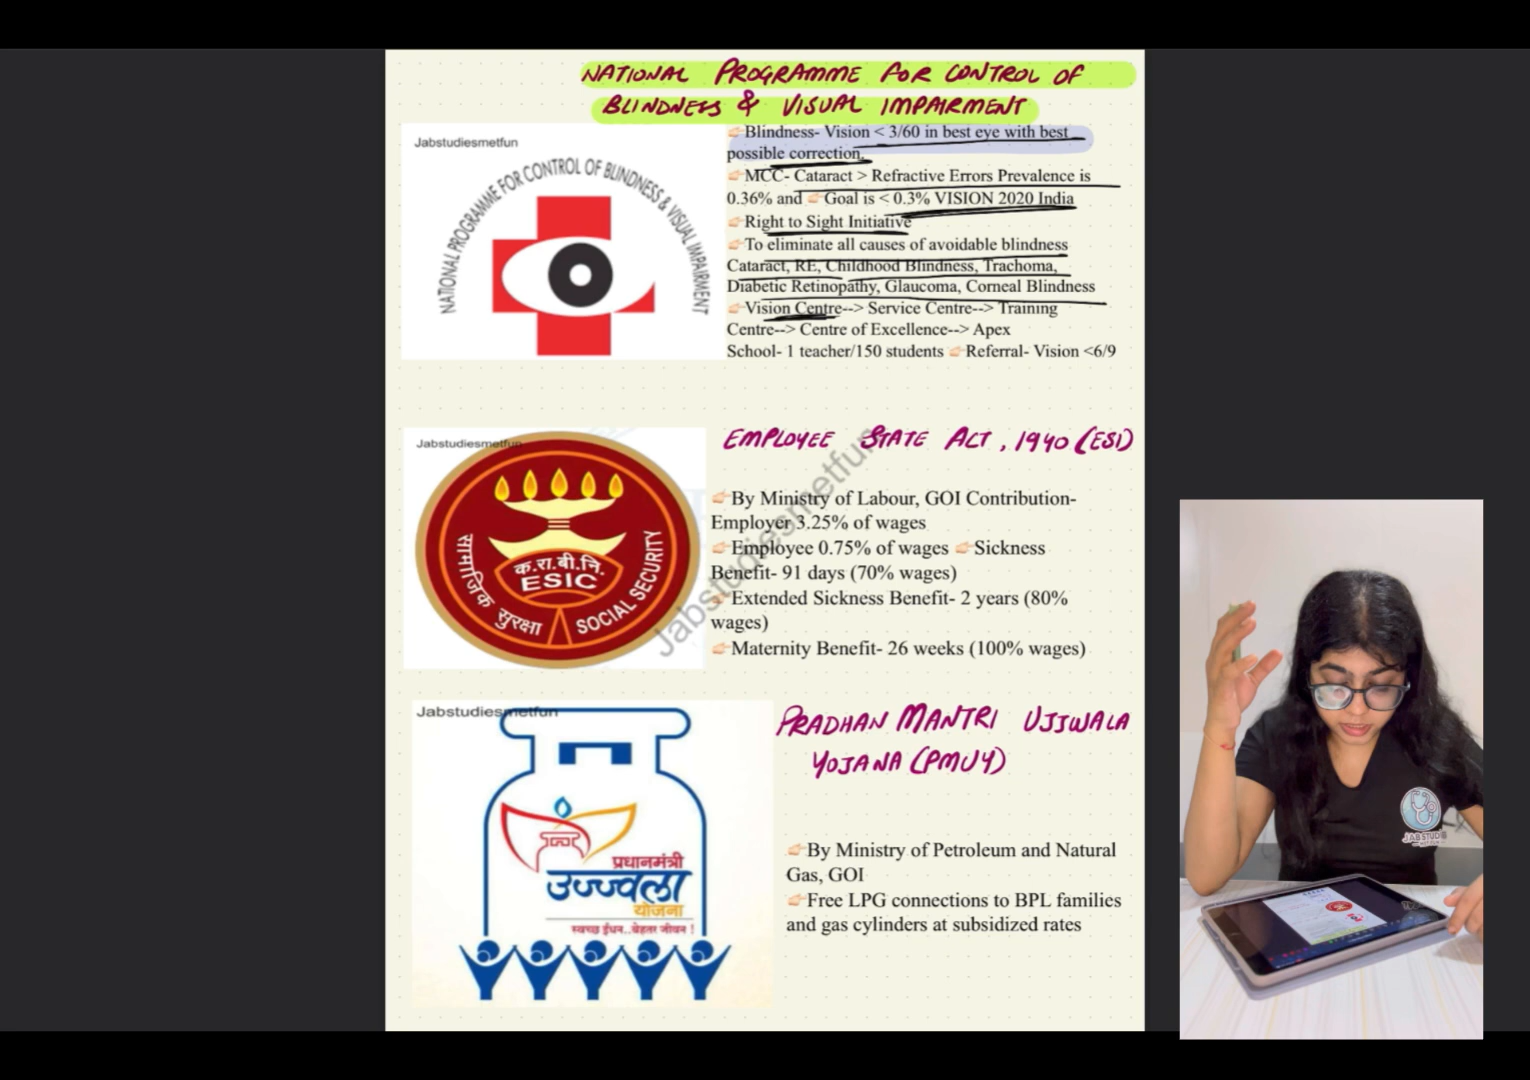 NATIONAL PROGRAMME FOR CONTROL OF
BLINDNESS & VISUAL IMPAIRMENT
Jabstudiesmetfun
NATIONAL PROGRAMME FOR CONTROL OF BLINDNESS & VISUAL IMPAIRMENT
👉Blindness- Vision < 3/60 in best eye with best
possible correction.
👉MCC- Cataract > Refractive Errors Prevalence is
0.36% and 👉Goal is < 0.3% VISION 2020 India
👉Right to Sight Initiative
👉To eliminate all causes of avoidable blindness
Cataract, RE, Childhood Blindness, Trachoma,
Diabetic Retinopathy, Glaucoma, Corneal Blindness
👉Vision Centre--> Service Centre--> Training
Centre--> Centre of Excellence--> Apex
School- 1 teacher/150 students 👉Referral- Vision <6/9
Jabstudiesmetfun
EMPLOYEE STATE ACT, 1940 (ESI)
सामाजिक सुरक्षा
क.रा.बी.नि.
ESIC
SOCIAL SECURITY
👉By Ministry of Labour, GOI Contribution-
Employer 3.25% of wages
👉Employee 0.75% of wages 👉Sickness
Benefit- 91 days (70% wages)
👉Extended Sickness Benefit- 2 years (80%
wages)
👉Maternity Benefit- 26 weeks (100% wages)
Jabstudiesmetfun
Jabstudiesmetfun
PRADHAN MANTRI UJJWALA
YOJANA (PMUY)
प्रधानमंत्री
उज्ज्वला
योजना
स्वच्छ ईंधन..बेहतर जीवन !
👉By Ministry of Petroleum and Natural
Gas, GOI
👉Free LPG connections to BPL families
and gas cylinders at subsidized rates
JAB STUDIES